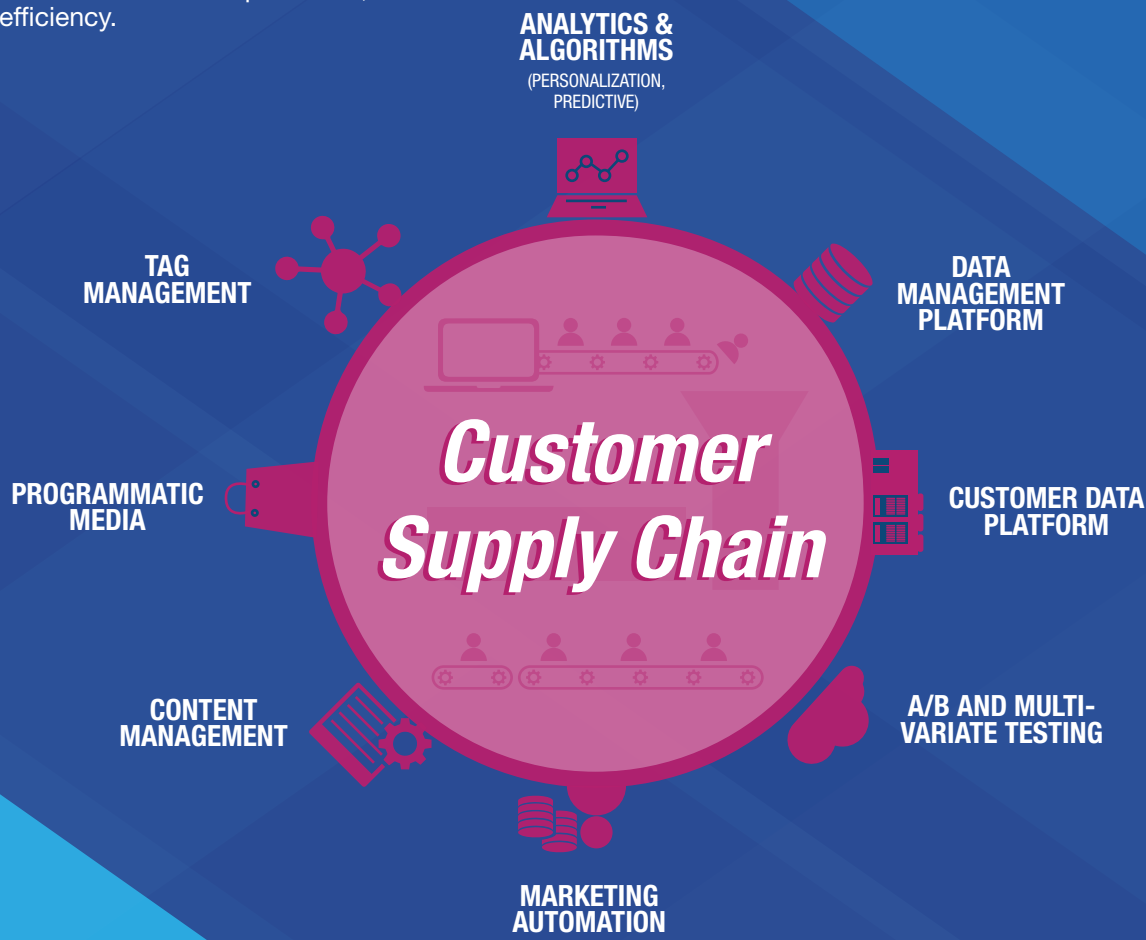 efficiency.
ANALYTICS &
ALGORITHMS
(PERSONALIZATION,
PREDICTIVE)
TAG
MANAGEMENT
DATA
MANAGEMENT
PLATFORM
Customer
Supply Chain
PROGRAMMATIC
MEDIA
CUSTOMER DATA
PLATFORM
CONTENT
MANAGEMENT
A/B AND MULTI-
VARIATE TESTING
MARKETING
AUTOMATION